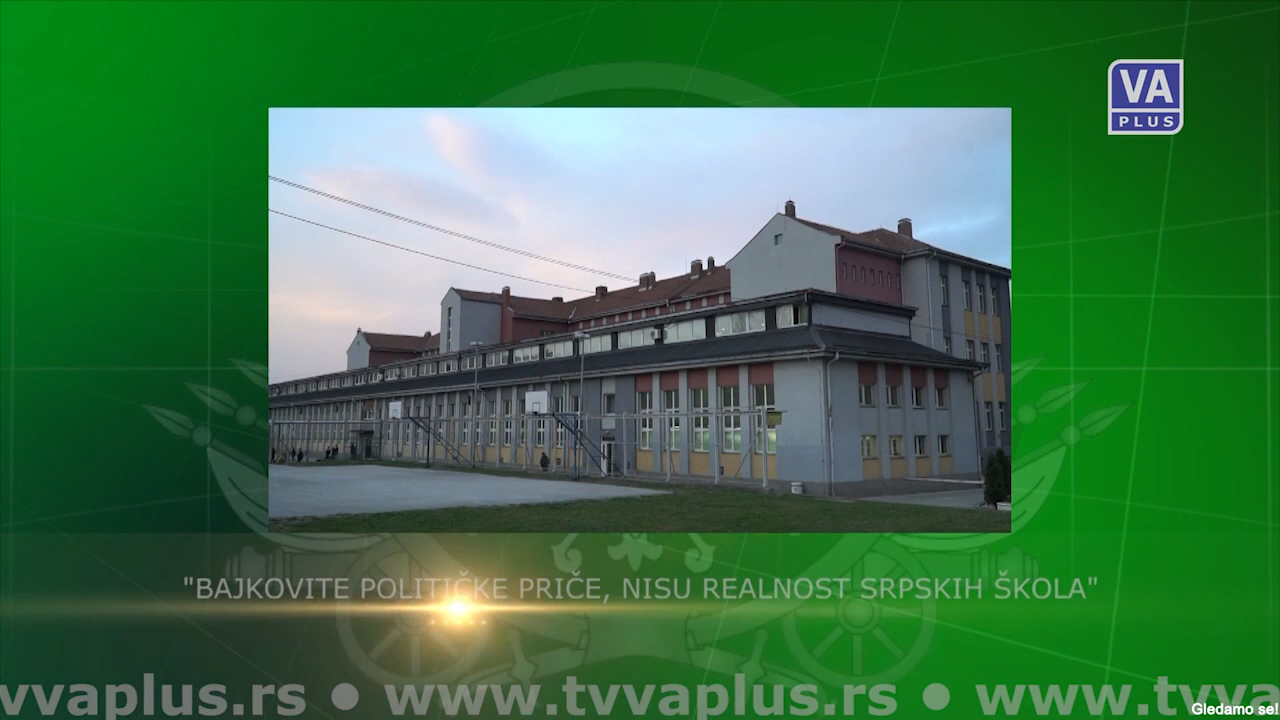 VA
PLUS
"BAJKOVITE POLITIČKE PRIČE, NISU REALNOST SRPSKIH ŠKOLA"
vvaplus.rs ● www.tvvaplus.rs ● www.tvva
Gledamo se!